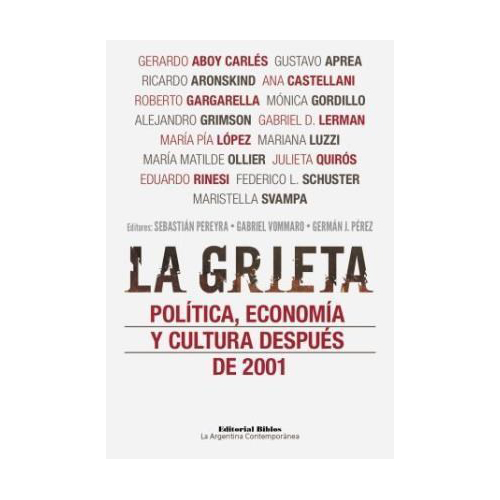 GERARDO ABOY CARLÉS GUSTAVO APREA
RICARDO ARONSKIND ANA CASTELLANI
ROBERTO GARGARELLA MÓNICA GORDILLO
ALEJANDRO GRIMSON GABRIEL D. LERMAN
MARÍA PÍA LÓPEZ MARIANA LUZZI
MARÍA MATILDE OLLIER JULIETA QUIRÓS
EDUARDO RINESI FEDERICO L. SCHUSTER
MARISTELLA SVAMPA
Editores: SEBASTIÁN PEREYRA • GABRIEL VOMMARO • GERMÁN J. PÉREZ
LA GRIETA
POLÍTICA, ECONOMÍA
Y CULTURA DESPUÉS
DE 2001
Editorial Biblos
La Argentina Contemporánea